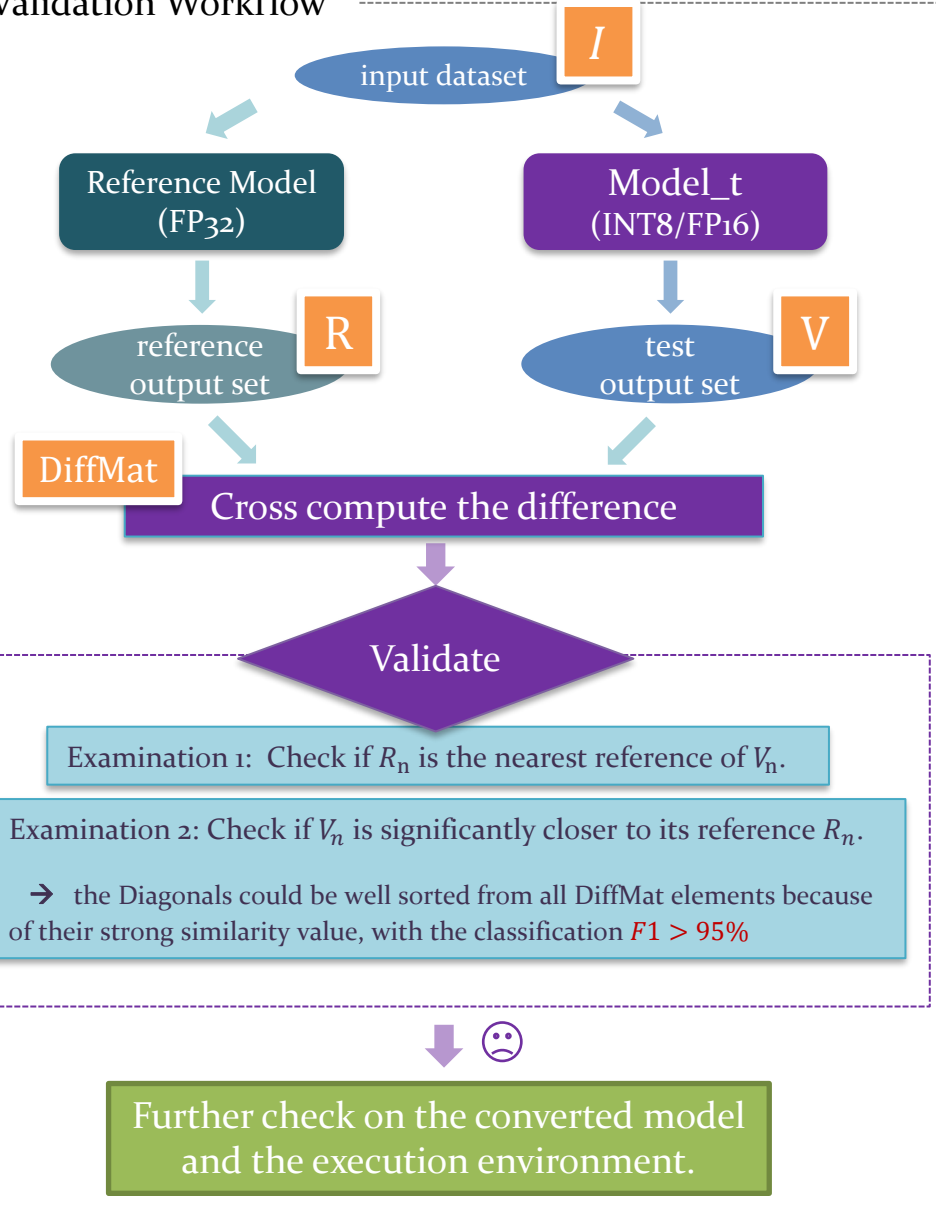 Validation Workflow
I
input dataset
Reference Model
(FP32)
Model_t
(INT8/FP16)
R
reference
output set
V
test
output set
DiffMat
Cross compute the difference
Validate
Examination 1: Check if Rn is the nearest reference of Vn.
Examination 2: Check if Vn is significantly closer to its reference Rn.
→ the Diagonals could be well sorted from all DiffMat elements because
of their strong similarity value, with the classification F1 > 95%
Further check on the converted model
and the execution environment.